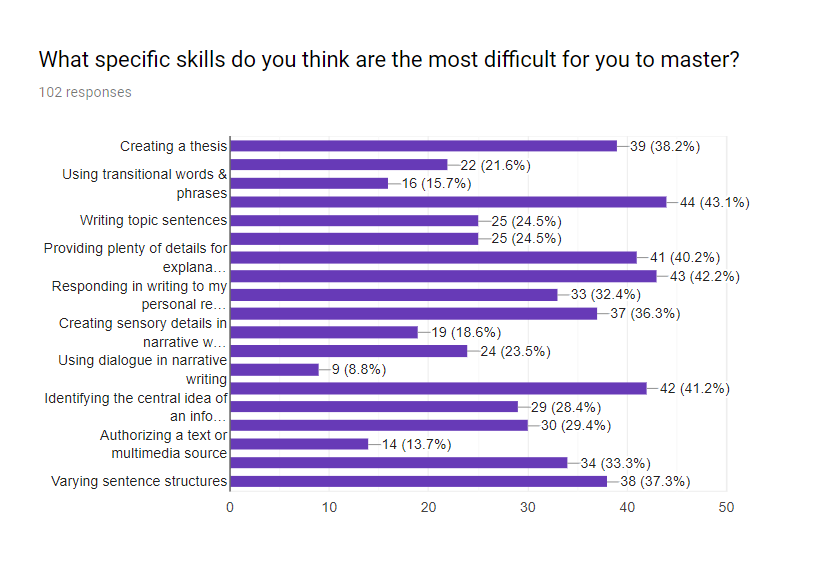 What specific skills do you think are the most difficult for you to master?
102 responses
Creating a thesis
39 (38.2%)
22 (21.6%)
Using transitional words &
phrases
16 (15.7%)
44 (43.1%)
Writing topic sentences
25 (24.5%)
25 (24.5%)
Providing plenty of details for
explana…
41 (40.2%)
43 (42.2%)
Responding in writing to my
personal re…
33 (32.4%)
37 (36.3%)
Creating sensory details in
narrative w…
19 (18.6%)
24 (23.5%)
Using dialogue in narrative
writing
9 (8.8%)
42 (41.2%)
Identifying the central idea of
an info…
29 (28.4%)
30 (29.4%)
Authorizing a text or
multimedia source
14 (13.7%)
34 (33.3%)
Varying sentence structures
38 (37.3%)
0 10 20 30 40 50